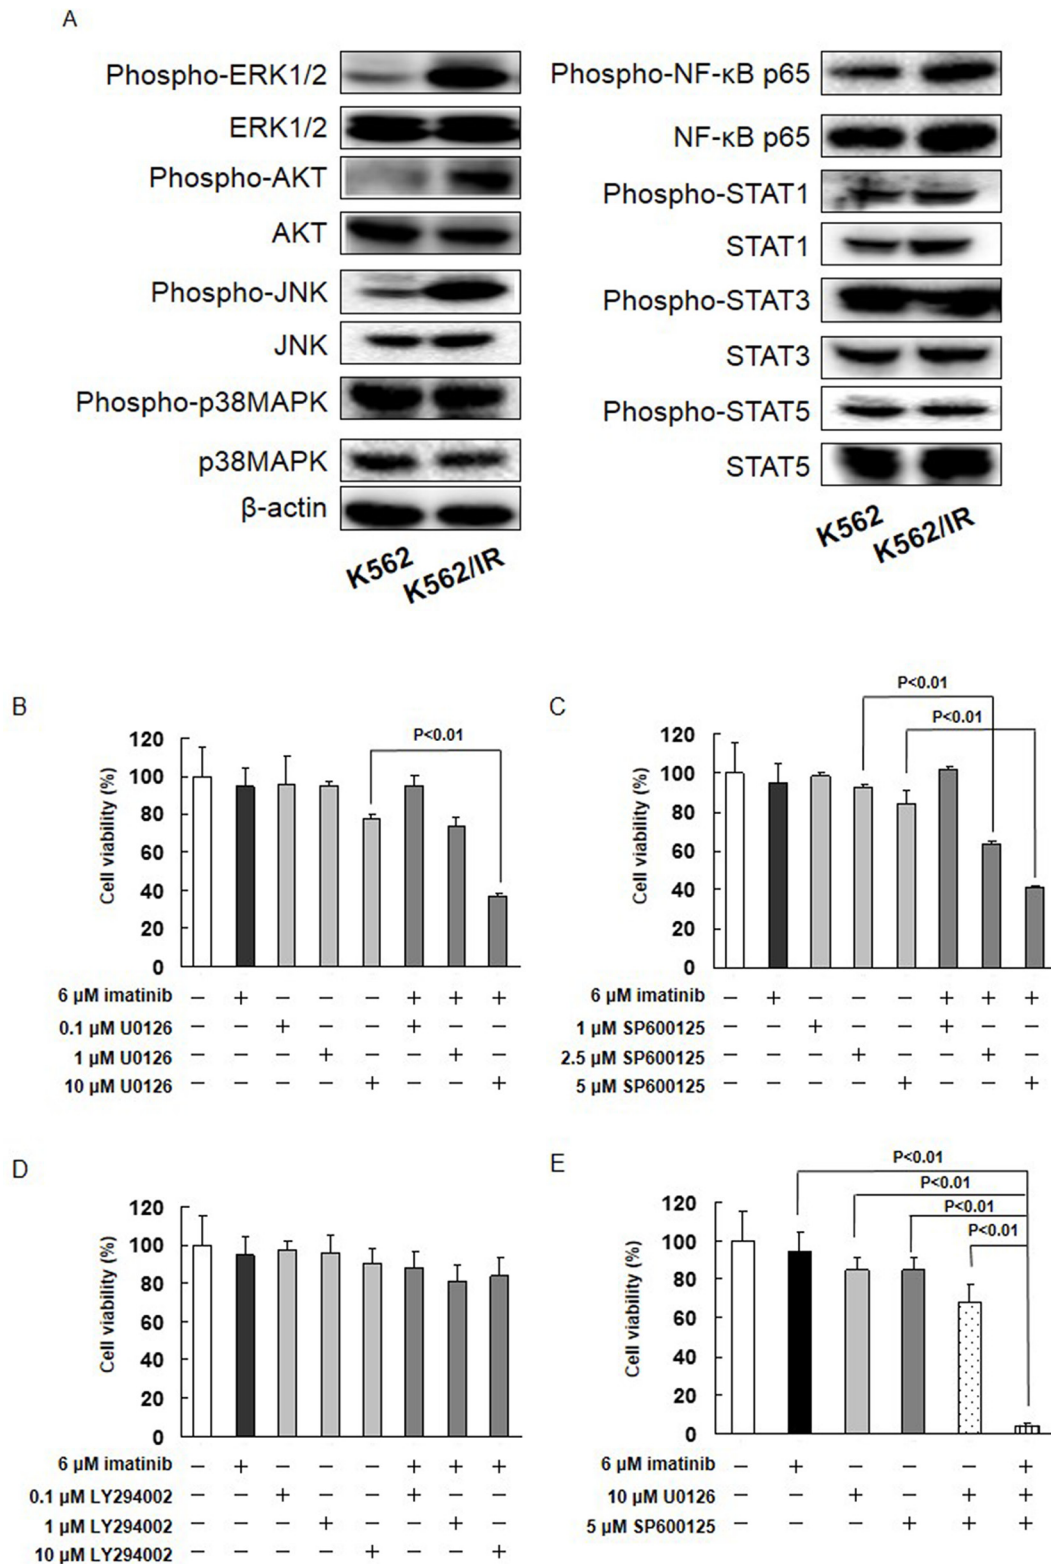 A
Phospho-ERK1/2
ERK1/2
Phospho-AKT
AKT
Phospho-JNK
JNK
Phospho-p38MAPK
p38MAPK
β-actin
K562 K562/IR
Phospho-NF-κB p65
NF-κB p65
Phospho-STAT1
STAT1
Phospho-STAT3
STAT3
Phospho-STAT5
STAT5
K562 K562/IR
B
P<0.01
Cell viability (%)
120
100
80
60
40
20
0
6 μM imatinib − + − − − + + +
0.1 μM U0126 − − + − − + − −
1 μM U0126 − − − + − − + −
10 μM U0126 − − − − + − − +
C
P<0.01
P<0.01
Cell viability (%)
120
100
80
60
40
20
0
6 μM imatinib − + − − − + + +
1 μM SP600125 − − + − − + − −
2.5 μM SP600125 − − − + − − + −
5 μM SP600125 − − − − + − − +
D
Cell viability (%)
120
100
80
60
40
20
0
6 μM imatinib − + − − − + + +
0.1 μM LY294002 − − + − − + − −
1 μM LY294002 − − − + − − + −
10 μM LY294002 − − − − + − − +
E
P<0.01
P<0.01
P<0.01
P<0.01
Cell viability (%)
120
100
80
60
40
20
0
6 μM imatinib − + − − − +
10 μM U0126 − − + − + +
5 μM SP600125 − − − + + +